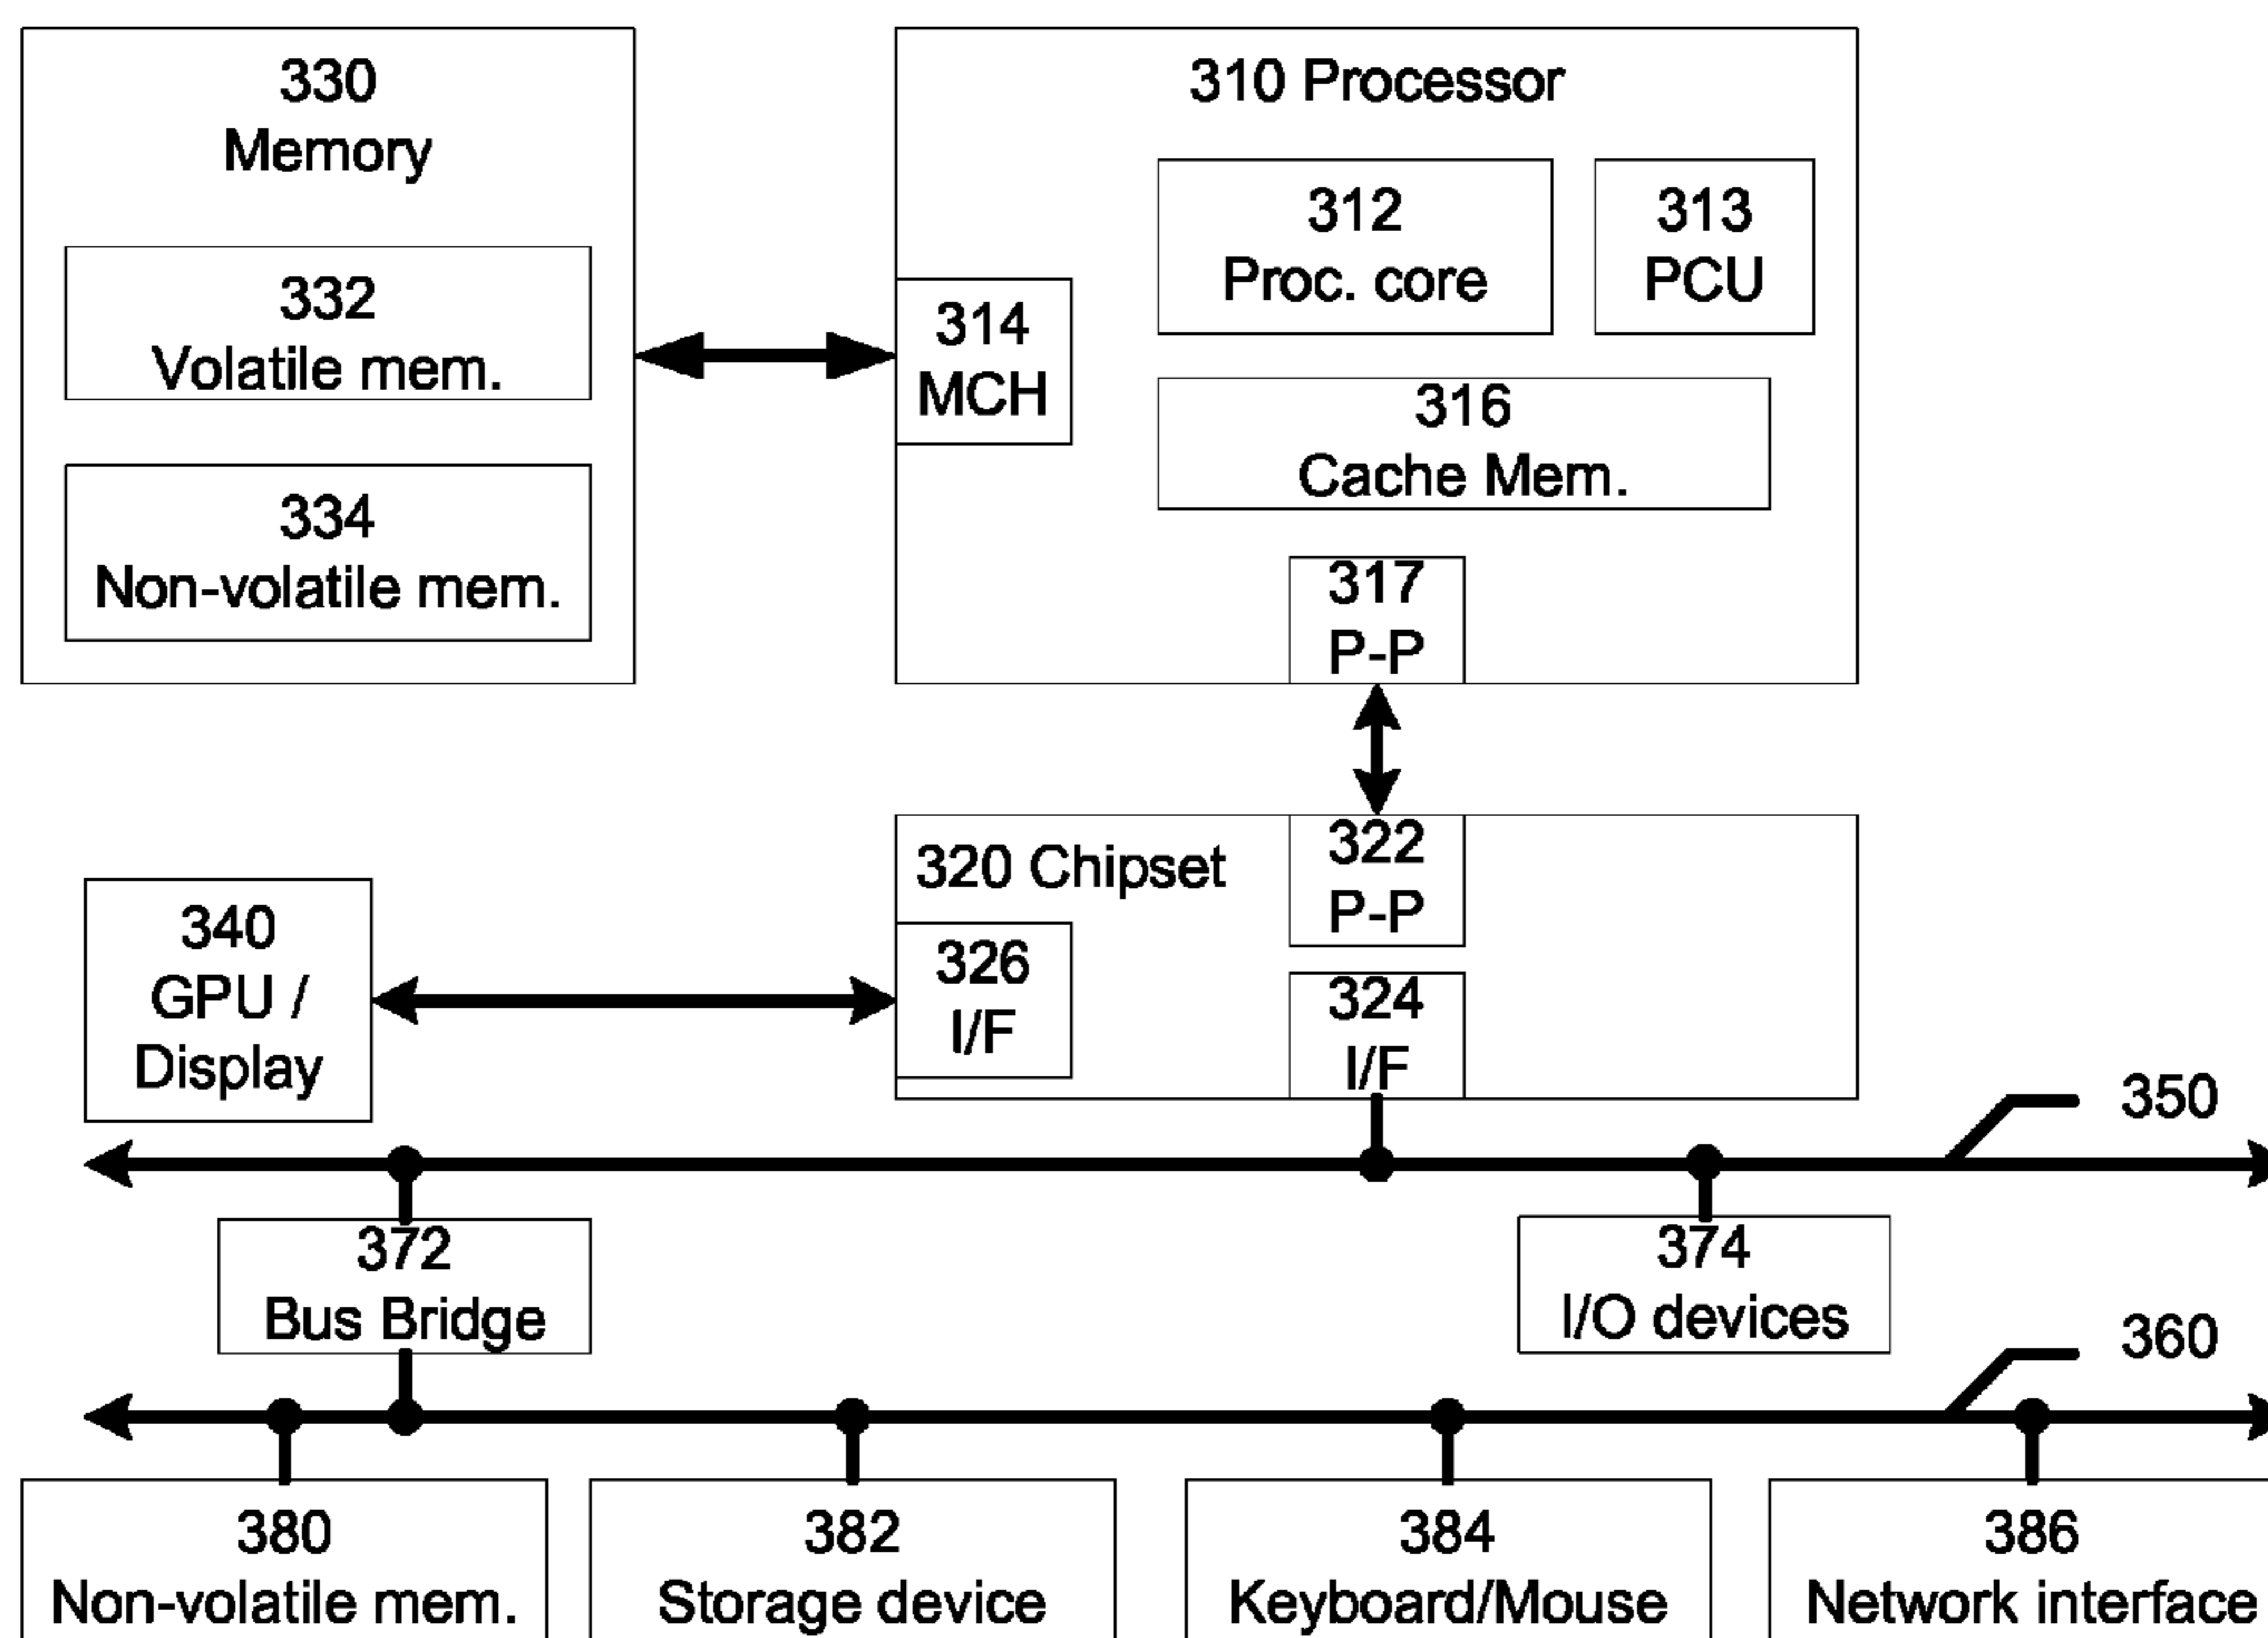 330
Memory
332
Volatile mem.
334
Non-volatile mem.
310 Processor
312
Proc. core
313
PCU
314
MCH
316
Cache Mem.
317
P-P
320 Chipset
322
P-P
326
I/F
324
I/F
340
GPU /
Display
350
372
Bus Bridge
374
I/O devices
360
380
Non-volatile mem.
382
Storage device
384
Keyboard/Mouse
386
Network interface